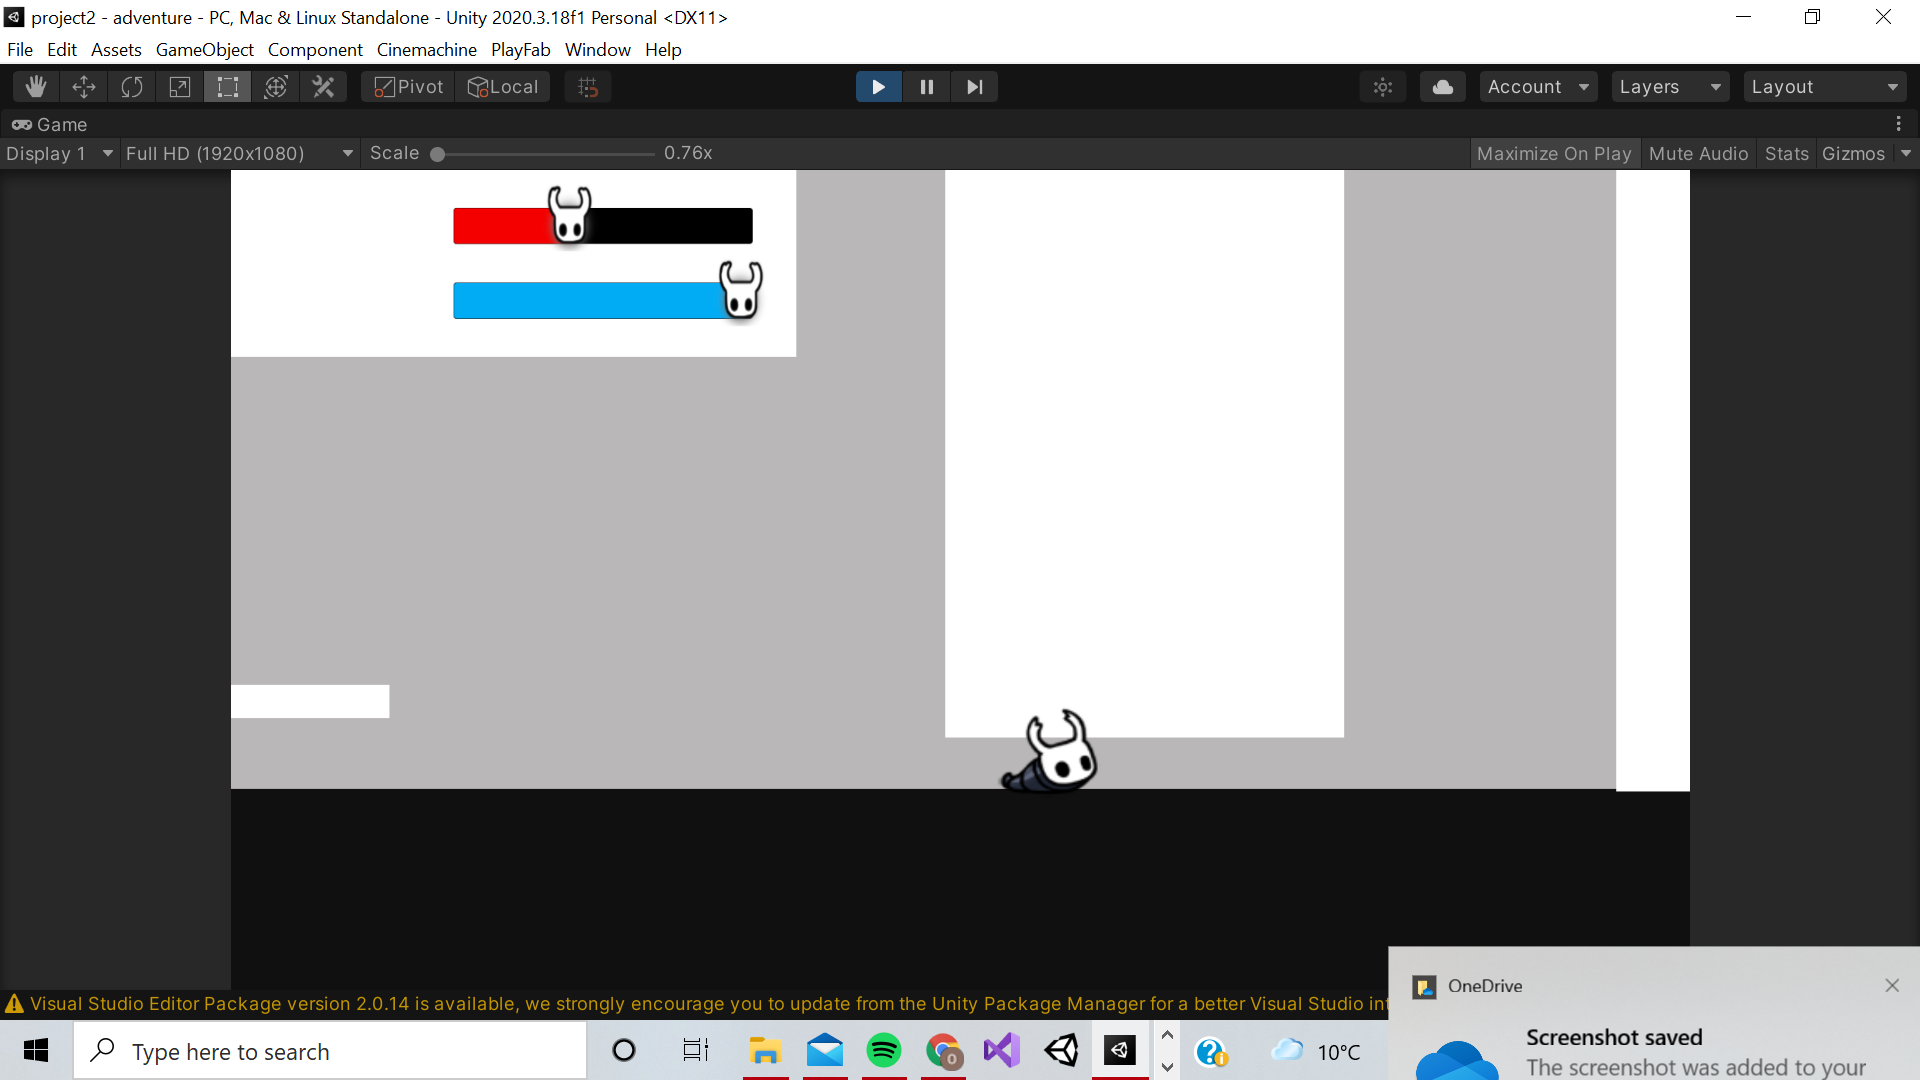 project2 - adventure - PC, Mac & Linux Standalone - Unity 2020.3.18f1 Personal <DX11>
File Edit Assets GameObject Component Cinemachine PlayFab Window Help
Pivot Local Account Layers Layout
Game
Display 1 Full HD (1920x1080) Scale 0.76x Maximize On Play Mute Audio Stats Gizmos
Visual Studio Editor Package version 2.0.14 is available, we strongly encourage you to update from the Unity Package Manager for a better Visual Studio int
OneDrive
Screenshot saved
The screenshot was added to your
Type here to search
0
10°C